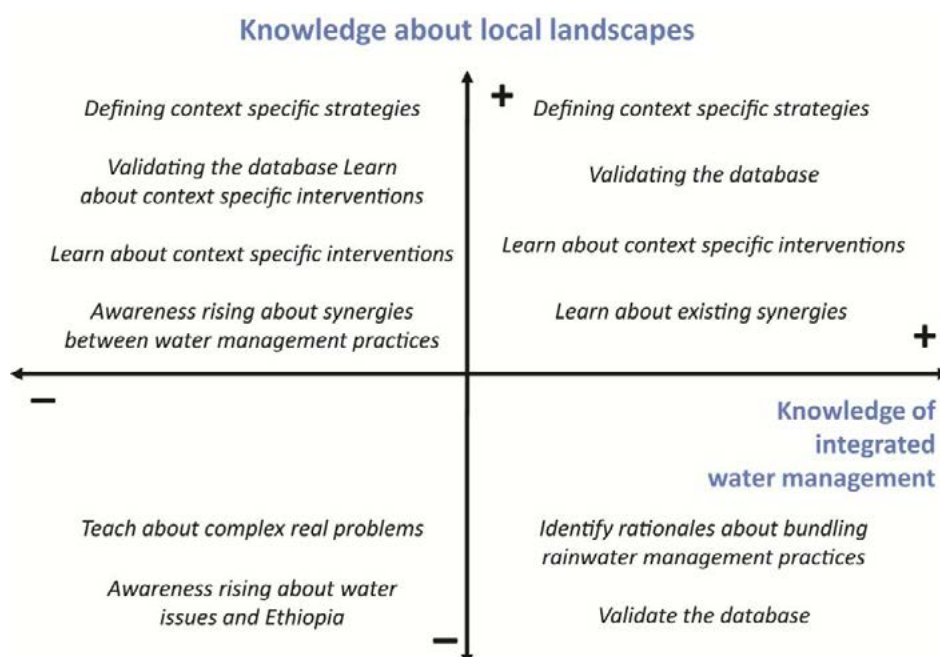 Knowledge about local landscapes
+
Defining context specific strategies
Validating the database Learn
about context specific interventions
Learn about context specific interventions
Awareness rising about synergies
between water management practices
Defining context specific strategies
Validating the database
Learn about context specific interventions
Learn about existing synergies
+
−
Knowledge of
integrated
water management
Teach about complex real problems
Awareness rising about water
issues and Ethiopia
Identify rationales about bundling
rainwater management practices
Validate the database
−